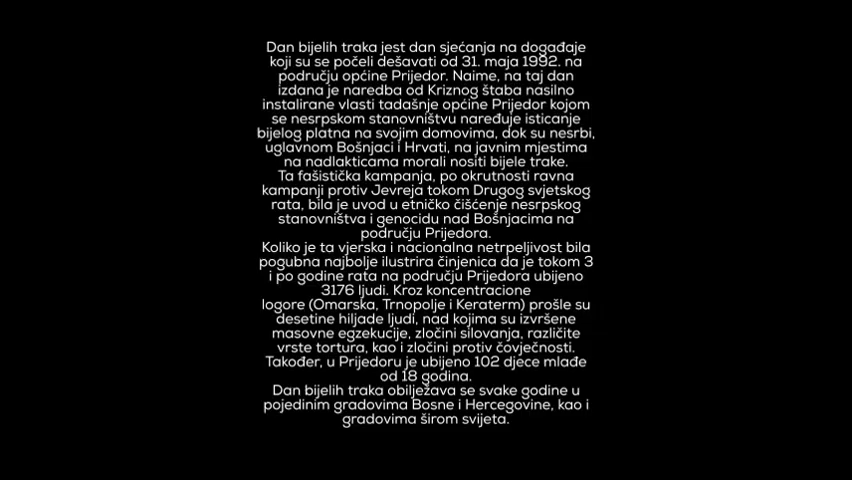 Dan bijelih traka jest dan sjećanja na događaje
koji su se počeli dešavati od 31. maja 1992. na
području općine Prijedor. Naime, na taj dan
izdana je naredba od Kriznog štaba nasilno
instalirane vlasti tadašnje općine Prijedor kojom
se nesrpskom stanovništvu naređuje isticanje
bijelog platna na svojim domovima, dok su nesrbi,
uglavnom Bošnjaci i Hrvati, na javnim mjestima
na nadlakticama morali nositi bijele trake.
Ta fašistička kampanja, po okrutnosti ravna
kampanji protiv Jevreja tokom Drugog svjetskog
rata, bila je uvod u etničko čišćenje nesrpskog
stanovništva i genocidu nad Bošnjacima na
području Prijedora.
Koliko je ta vjerska i nacionalna netrpeljivost bila
pogubna najbolje ilustrira činjenica da je tokom 3
i po godine rata na području Prijedora ubijeno
3176 ljudi. Kroz koncentracione
logore (Omarska, Trnopolje i Keraterm) prošle su
desetine hiljade ljudi, nad kojima su izvršene
masovne egzekucije, zločini silovanja, različite
vrste tortura, kao i zločini protiv čovječnosti.
Također, u Prijedoru je ubijeno 102 djece mlađe
od 18 godina.
Dan bijelih traka obilježava se svake godine u
pojedinim gradovima Bosne i Hercegovine, kao i
gradovima širom svijeta.